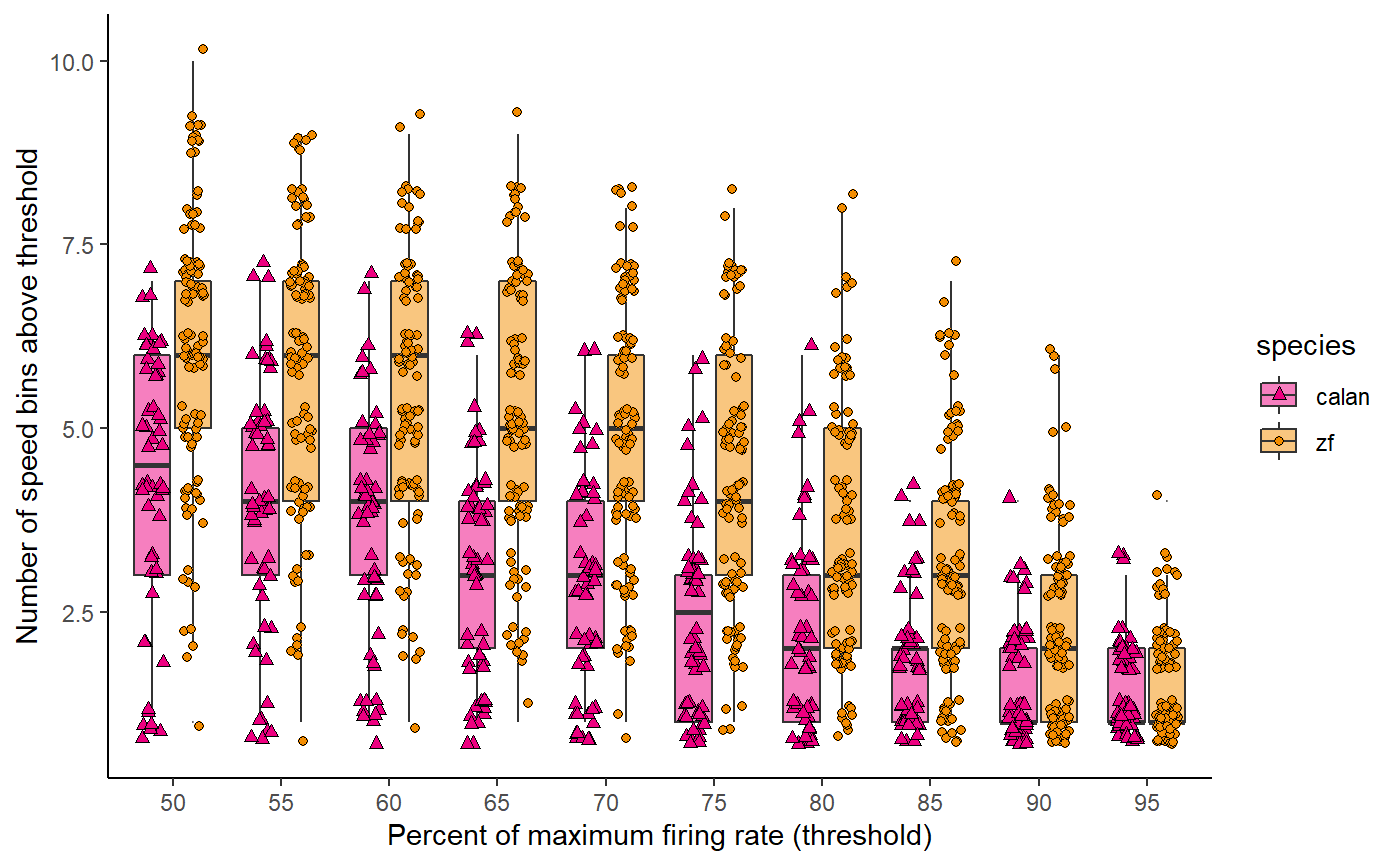 Number of speed bins above threshold
10.0
7.5
5.0
2.5
50 55 60 65 70 75 80 85 90 95
Percent of maximum firing rate (threshold)
species
calan
zf